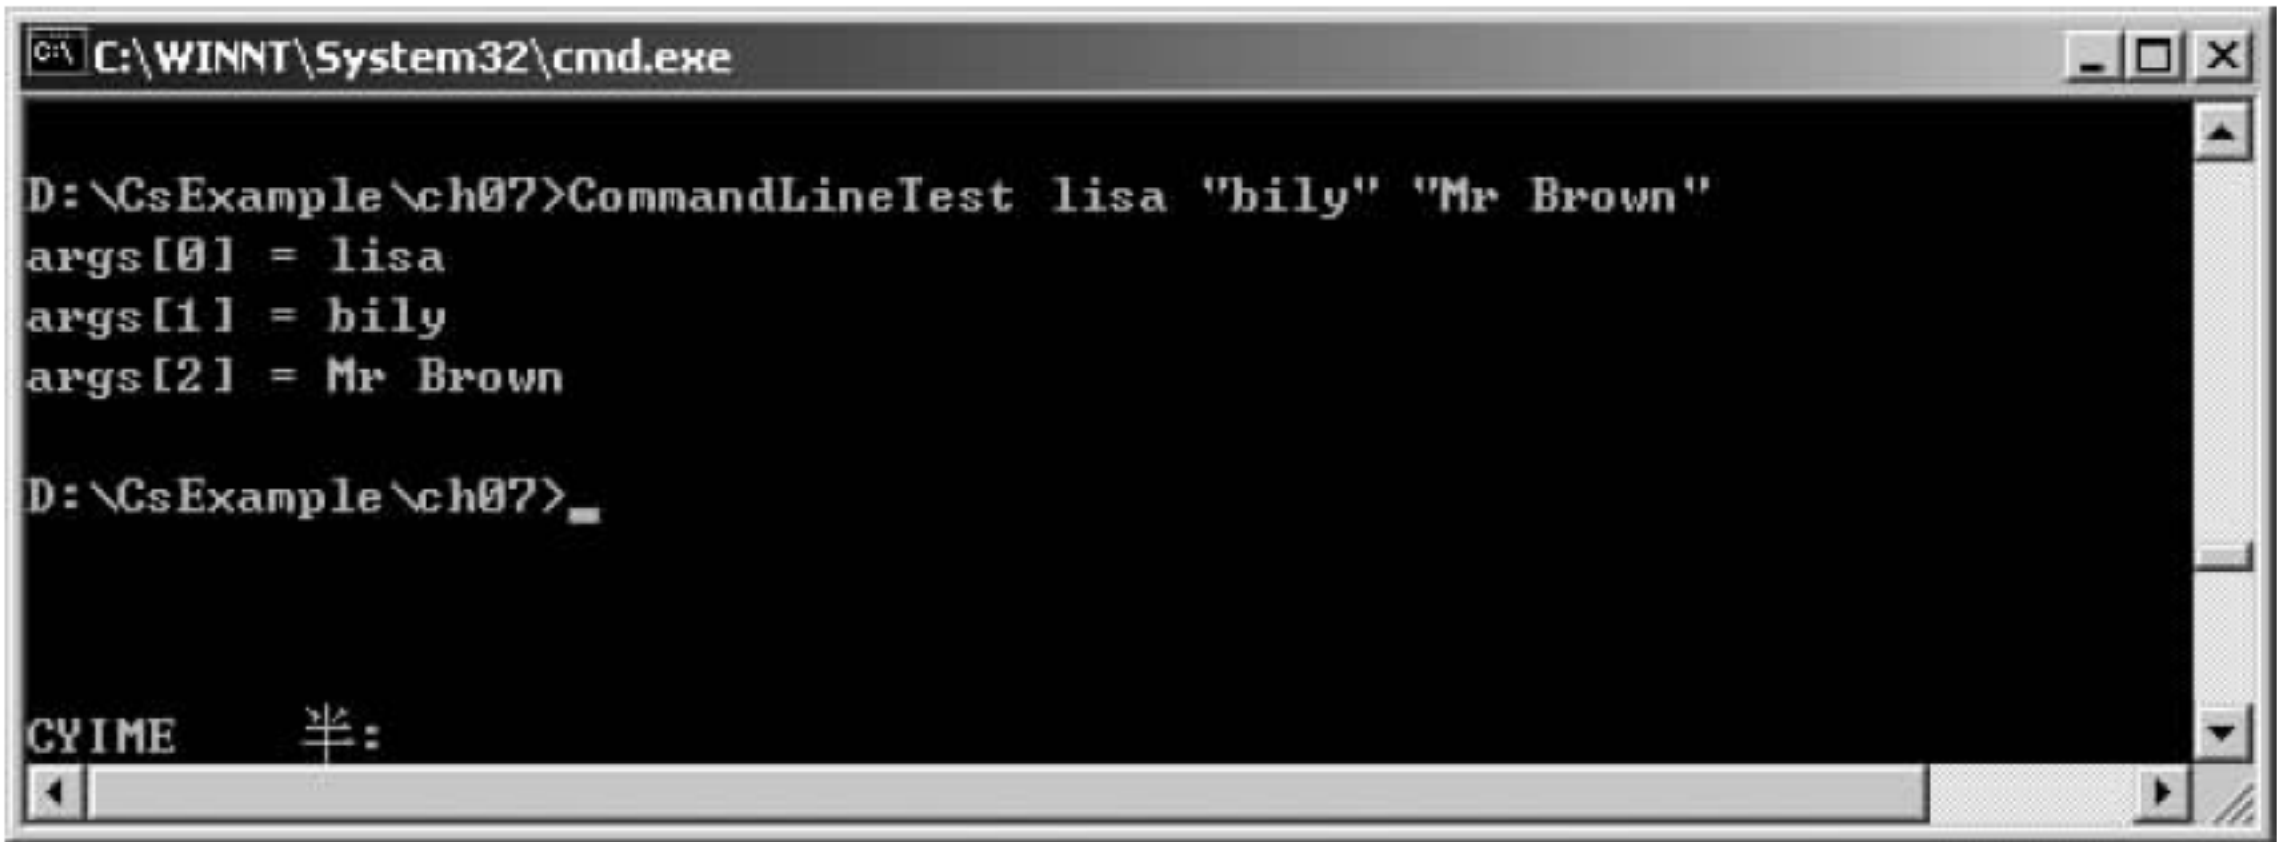 C:\WINNT\System32\cmd.exe
D:\CsExample\ch07>CommandLineTest lisa "bily" "Mr Brown"
args[0] = lisa
args[1] = bily
args[2] = Mr Brown
D:\CsExample\ch07>_
CYIME 半: